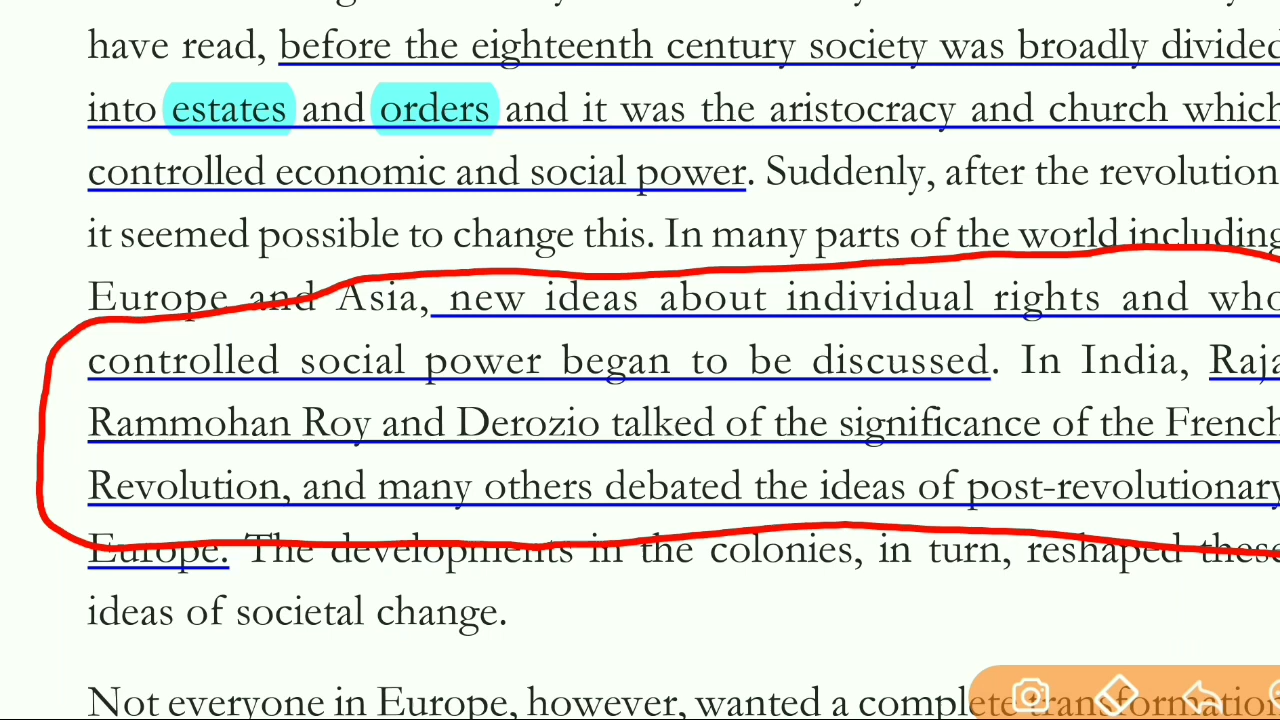 have read, before the eighteenth century society was broadly divided
into estates and orders and it was the aristocracy and church which
controlled economic and social power. Suddenly, after the revolution
it seemed possible to change this. In many parts of the world including
Europe and Asia, new ideas about individual rights and who
controlled social power began to be discussed. In India, Raja
Rammohan Roy and Derozio talked of the significance of the French
Revolution, and many others debated the ideas of post-revolutionary
Europe. The developments in the colonies, in turn, reshaped these
ideas of societal change.
Not everyone in Europe, however, wanted a complete transformation